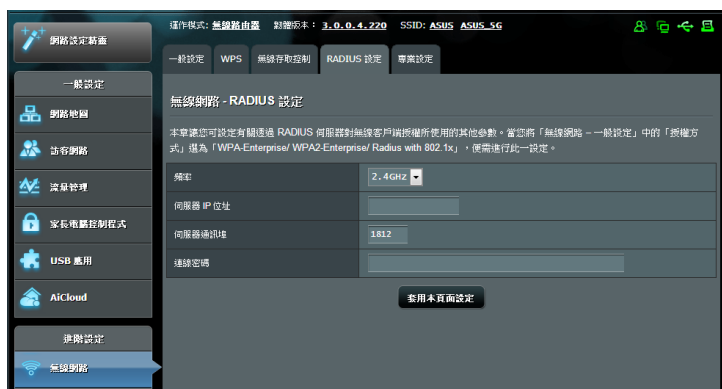 運作模式: 無線路由器 韌體版本: 3.0.0.4.220 SSID: ASUS ASUS_5G
網路設定精靈
一般設定 WPS 無線存取控制 RADIUS 設定 專業設定
一般設定
網路地圖
訪客網路
流量管理
家長電腦控制程式
USB 應用
AiCloud
進階設定
無線網路
無線網路 - RADIUS 設定
本章讓您可設定有關透過 RADIUS 伺服器對無線客戶端授權所使用的其他參數。當您將「無線網路 – 一般設定」中的「授權方
式」選為「WPA-Enterprise/ WPA2-Enterprise/ Radius with 802.1x」,便需進行此一設定。
頻率 2.4GHZ
伺服器 IP 位址
伺服器通訊埠 1812
連線密碼
套用本頁面設定